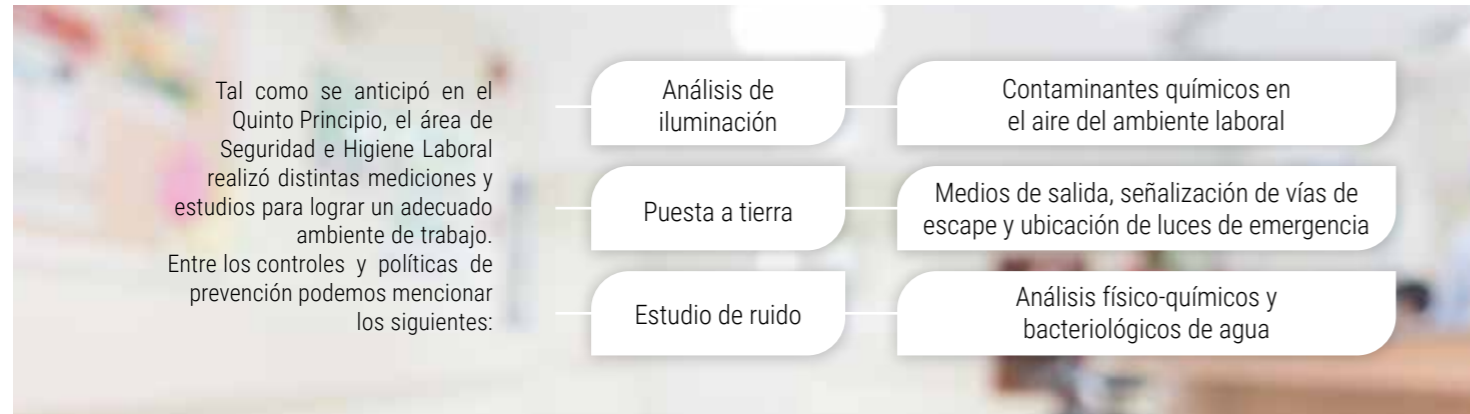 Tal como se anticipó en el
Quinto Principio, el área de
Seguridad e Higiene Laboral
realizó distintas mediciones y
estudios para lograr un adecuado
ambiente de trabajo.
Entre los controles y políticas de
prevención podemos mencionar
los siguientes:
Análisis de
iluminación
Contaminantes químicos en
el aire del ambiente laboral
Puesta a tierra
Medios de salida, señalización de vías de
escape y ubicación de luces de emergencia
Estudio de ruido
Análisis físico-químicos y
bacteriológicos de agua